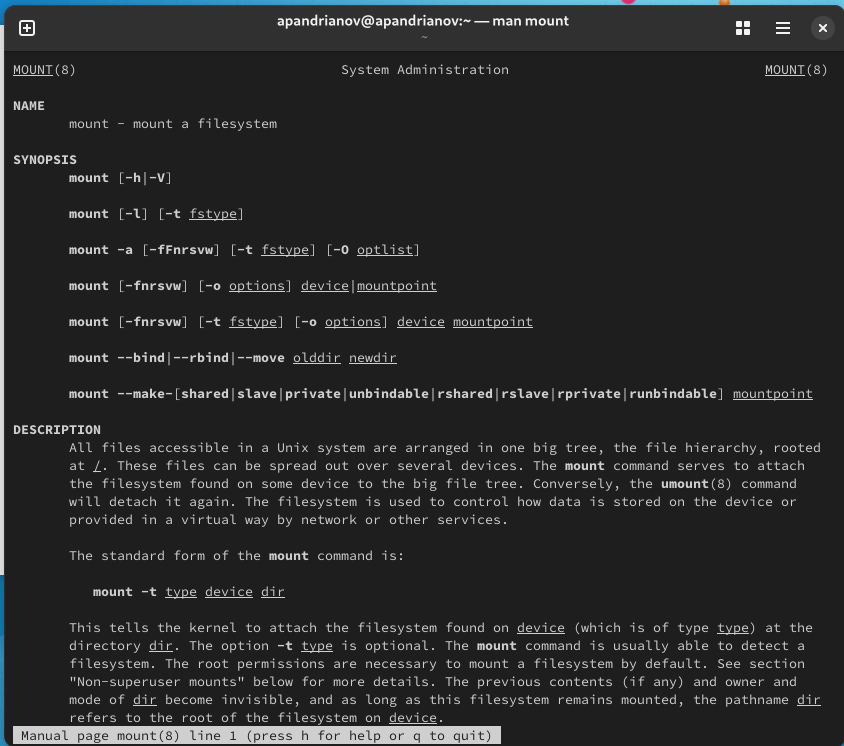 apandrianov@apandrianov:~ — man mount
~
MOUNT(8) System Administration MOUNT(8)
NAME
mount - mount a filesystem
SYNOPSIS
mount [-h|-V]
mount [-l] [-t fstype]
mount -a [-fFnrsvw] [-t fstype] [-O optlist]
mount [-fnrsvw] [-o options] device|mountpoint
mount [-fnrsvw] [-t fstype] [-o options] device mountpoint
mount --bind|--rbind|--move olddir newdir
mount --make-[shared|slave|private|unbindable|rshared|rslave|rprivate|runbindable] mountpoint
DESCRIPTION
All files accessible in a Unix system are arranged in one big tree, the file hierarchy, rooted
at /. These files can be spread out over several devices. The mount command serves to attach
the filesystem found on some device to the big file tree. Conversely, the umount(8) command
will detach it again. The filesystem is used to control how data is stored on the device or
provided in a virtual way by network or other services.
The standard form of the mount command is:
mount -t type device dir
This tells the kernel to attach the filesystem found on device (which is of type type) at the
directory dir. The option -t type is optional. The mount command is usually able to detect a
filesystem. The root permissions are necessary to mount a filesystem by default. See section
"Non-superuser mounts" below for more details. The previous contents (if any) and owner and
mode of dir become invisible, and as long as this filesystem remains mounted, the pathname dir
refers to the root of the filesystem on device.
Manual page mount(8) line 1 (press h for help or q to quit)